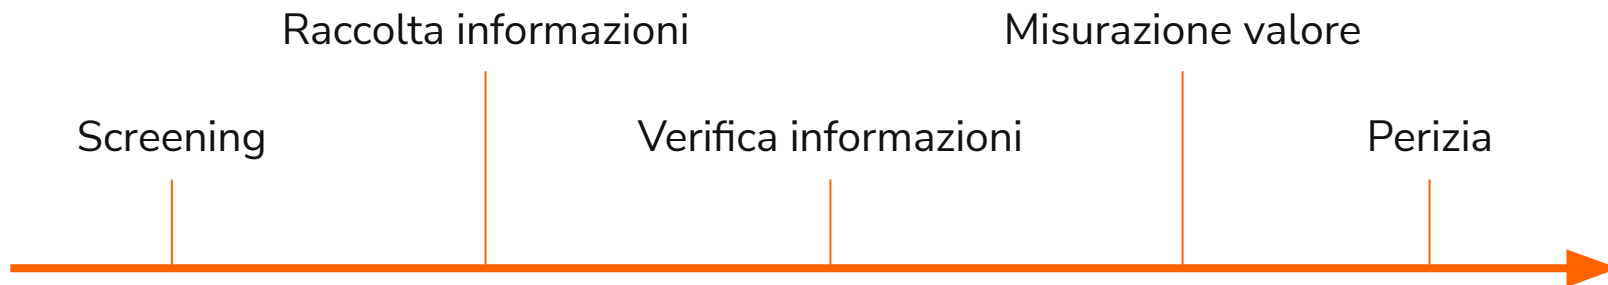 Screening
Raccolta informazioni
Verifica informazioni
Misurazione valore
Perizia